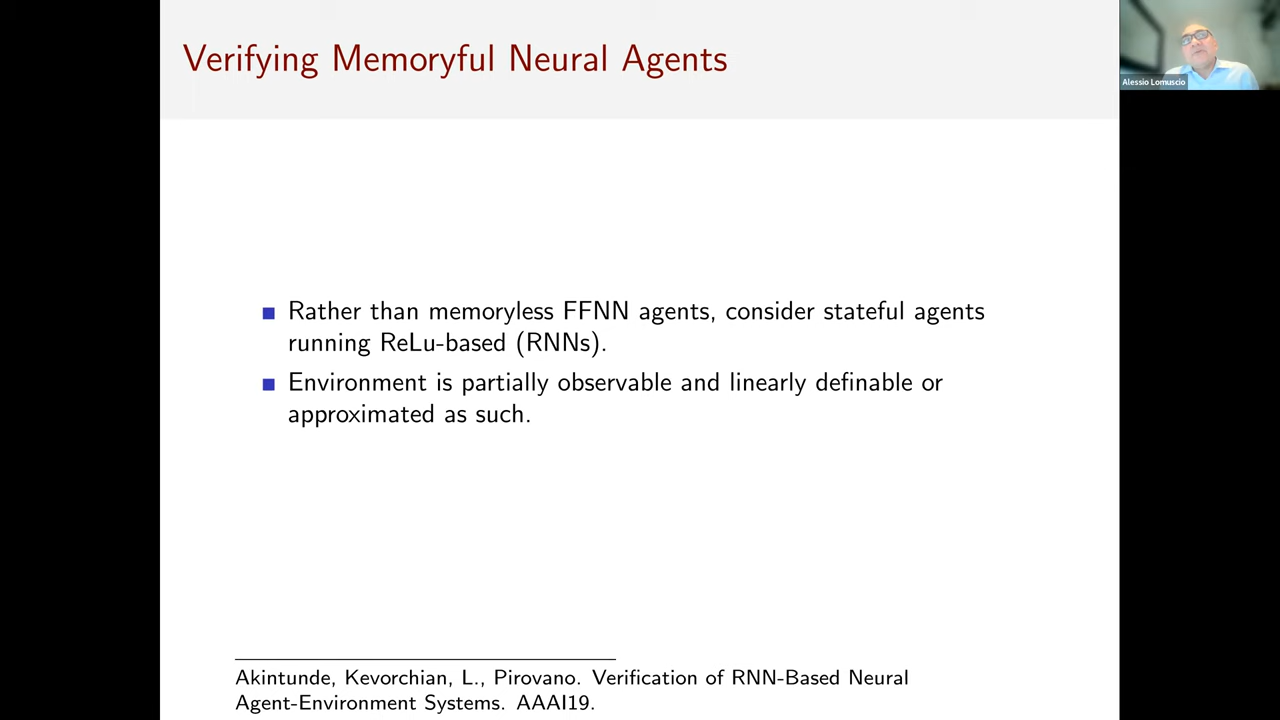 Verifying Memoryful Neural Agents
Alessio Lomuscio
Rather than memoryless FFNN agents, consider stateful agents
running ReLu-based (RNNs).
Environment is partially observable and linearly definable or
approximated as such.
Akintunde, Kevorchian, L., Pirovano. Verification of RNN-Based Neural
Agent-Environment Systems. AAAI19.